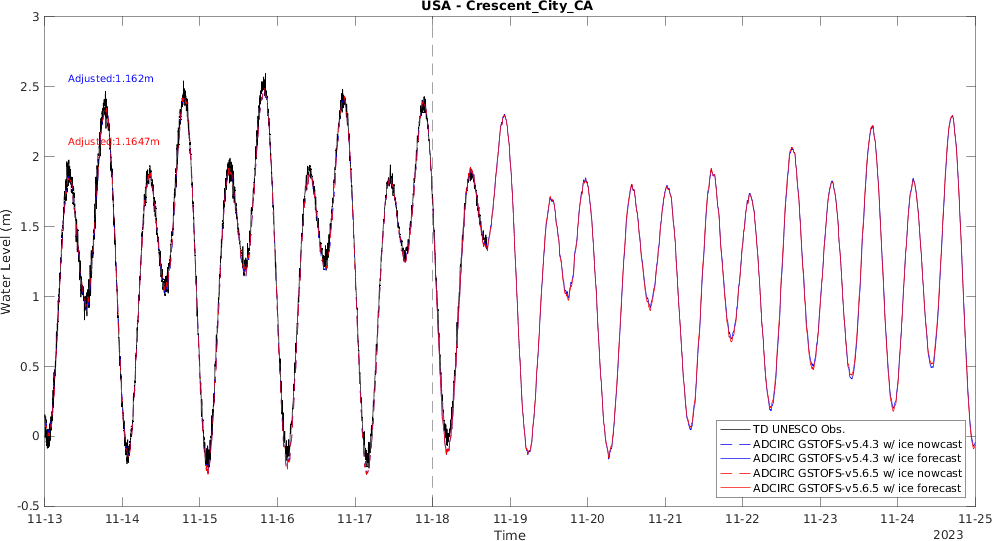 USA - Crescent_City_CA
3
2.5
2
1.5
1
0.5
0
-0.5
Water Level (m)
Adjusted:1.162m
Adjusted:1.1647m
TD UNESCO Obs.
ADCIRC GSTOFS-v5.4.3 w/ ice nowcast
ADCIRC GSTOFS-v5.4.3 w/ ice forecast
ADCIRC GSTOFS-v5.6.5 w/ ice nowcast
ADCIRC GSTOFS-v5.6.5 w/ ice forecast
11-13 11-14 11-15 11-16 11-17 11-18 11-19 11-20 11-21 11-22 11-23 11-24 11-25
Time
2023